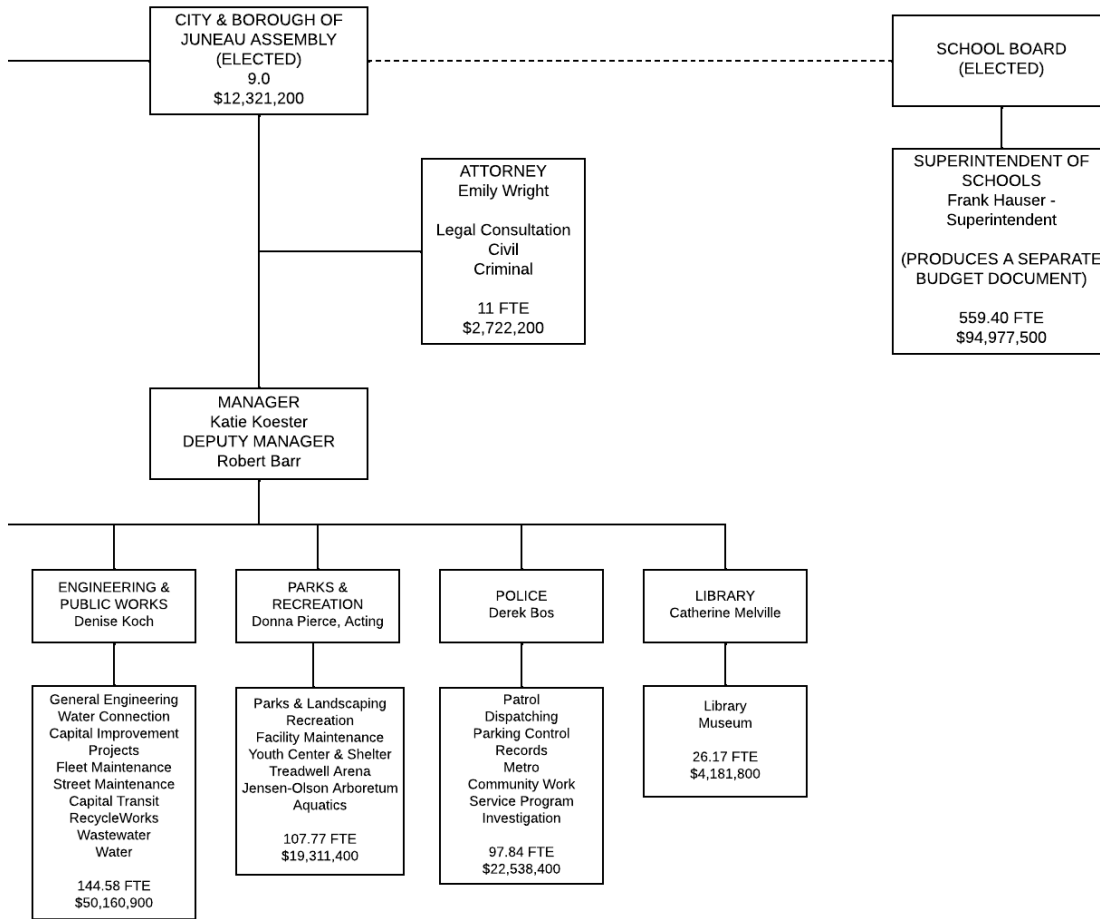 CITY & BOROUGH OF
JUNEAU ASSEMBLY
(ELECTED)
9.0
$12,321,200
SCHOOL BOARD
(ELECTED)
ATTORNEY
Emily Wright
Legal Consultation
Civil
Criminal
11 FTE
$2,722,200
SUPERINTENDENT OF
SCHOOLS
Frank Hauser -
Superintendent
(PRODUCES A SEPARATE
BUDGET DOCUMENT)
559.40 FTE
$94,977,500
MANAGER
Katie Koester
DEPUTY MANAGER
Robert Barr
ENGINEERING &
PUBLIC WORKS
Denise Koch
General Engineering
Water Connection
Capital Improvement
Projects
Fleet Maintenance
Street Maintenance
Capital Transit
RecycleWorks
Wastewater
Water
144.58 FTE
$50,160,900
PARKS &
RECREATION
Donna Pierce, Acting
Parks & Landscaping
Recreation
Facility Maintenance
Youth Center & Shelter
Treadwell Arena
Jensen-Olson Arboretum
Aquatics
107.77 FTE
$19,311,400
POLICE
Derek Bos
Patrol
Dispatching
Parking Control
Records
Metro
Community Work
Service Program
Investigation
97.84 FTE
$22,538,400
LIBRARY
Catherine Melville
Library
Museum
26.17 FTE
$4,181,800